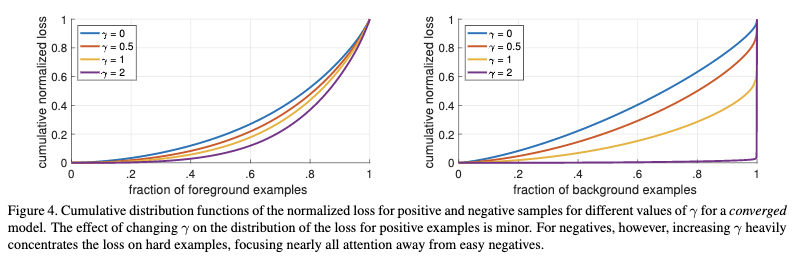 cumulative normalized loss
1
0.8
0.6
0.4
0.2
0
γ = 0
γ = 0.5
γ = 1
γ = 2
0 .2 .4 .6 .8 1
fraction of foreground examples
cumulative normalized loss
1
0.8
0.6
0.4
0.2
0
γ = 0
γ = 0.5
γ = 1
γ = 2
0 .2 .4 .6 .8 1
fraction of background examples
Figure 4. Cumulative distribution functions of the normalized loss for positive and negative samples for different values of γ for a converged
model. The effect of changing γ on the distribution of the loss for positive examples is minor. For negatives, however, increasing γ heavily
concentrates the loss on hard examples, focusing nearly all attention away from easy negatives.